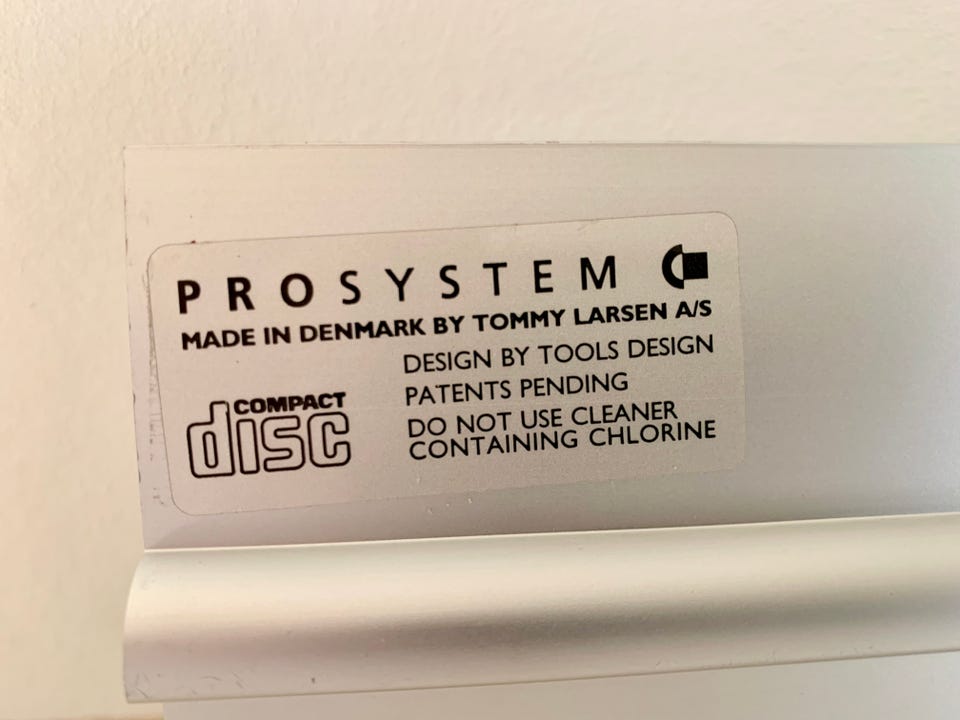 PROSYSTEM
MADE IN DENMARK BY TOMMY LARSEN A/S
DESIGN BY TOOLS DESIGN
PATENTS PENDING
DO NOT USE CLEANER
CONTAINING CHLORINE
COMPACT
disc